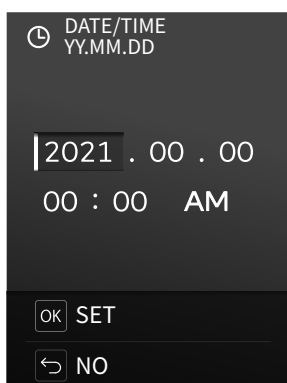 DATE/TIME
YY.MM.DD
2021 . 00 . 00
00 : 00 AM
OK SET
NO